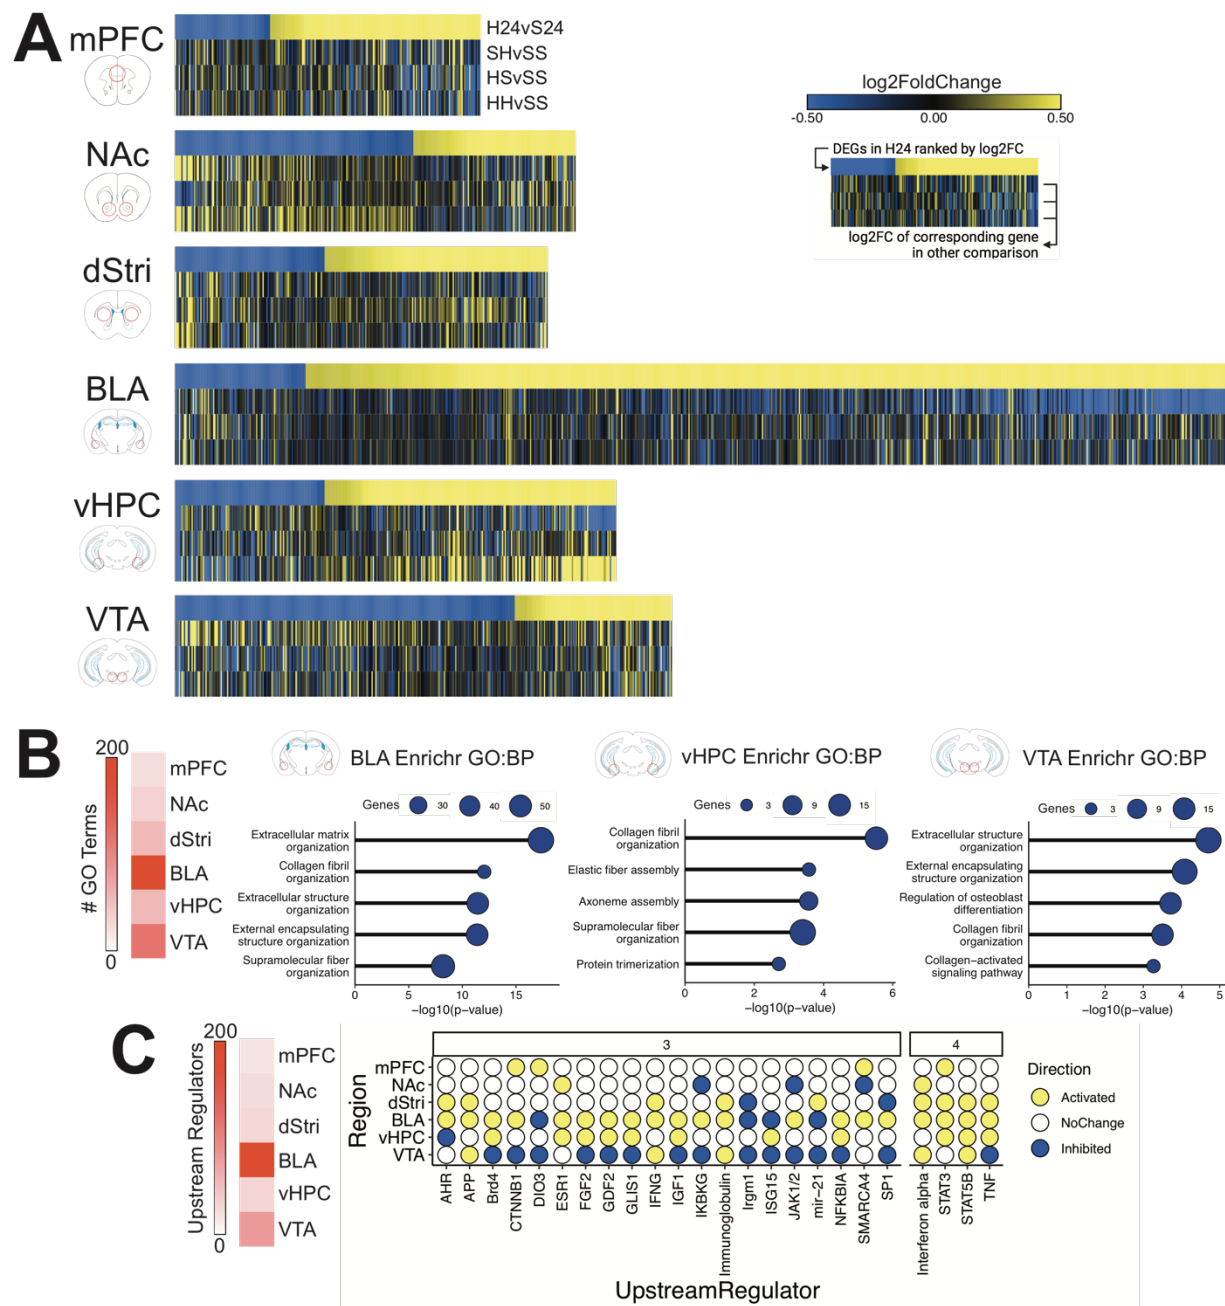 A
mPFC
H24vS24
SHvSS
HSvSS
HHvSS
log2FoldChange
-0.50
0.00
0.50
DEGs in H24 ranked by log2FC
log2FC of corresponding gene
in other comparison
NAc
dStri
BLA
vHPC
VTA
B
200
# GO Terms
0
mPFC
NAc
dStri
BLA
vHPC
VTA
BLA Enrichr GO:BP
Genes 30 40 50
Extracellular matrix
organization
Collagen fibril
organization
Extracellular structure
organization
External encapsulating
structure organization
Supramolecular fiber
organization
0 5 10 15
−log10(p−value)
vHPC Enrichr GO:BP
Genes 3 9 15
Collagen fibril
organization
Elastic fiber assembly
Axoneme assembly
Supramolecular fiber
organization
Protein trimerization
0 2 4 6
−log10(p−value)
VTA Enrichr GO:BP
Genes 3 9 15
Extracellular structure
organization
External encapsulating
structure organization
Regulation of osteoblast
differentiation
Collagen fibril
organization
Collagen−activated
signaling pathway
0 1 2 3 4 5
−log10(p−value)
C
200
Upstream Regulators
0
mPFC
NAc
dStri
BLA
vHPC
VTA
3
4
Region
mPFC
NAc
dStri
BLA
vHPC
VTA
AHR
APP
Brd4
CTNNB1
DIO3
ESR1
FGF2
GDF2
GLIS1
IFNG
IGF1
IKBKG
Immunoglobulin
Irgm1
ISG15
JAK1/2
mir−21
NFKBIA
SMARCA4
SP1
Interferon alpha
STAT3
STAT5B
TNF
UpstreamRegulator
Direction
Activated
NoChange
Inhibited